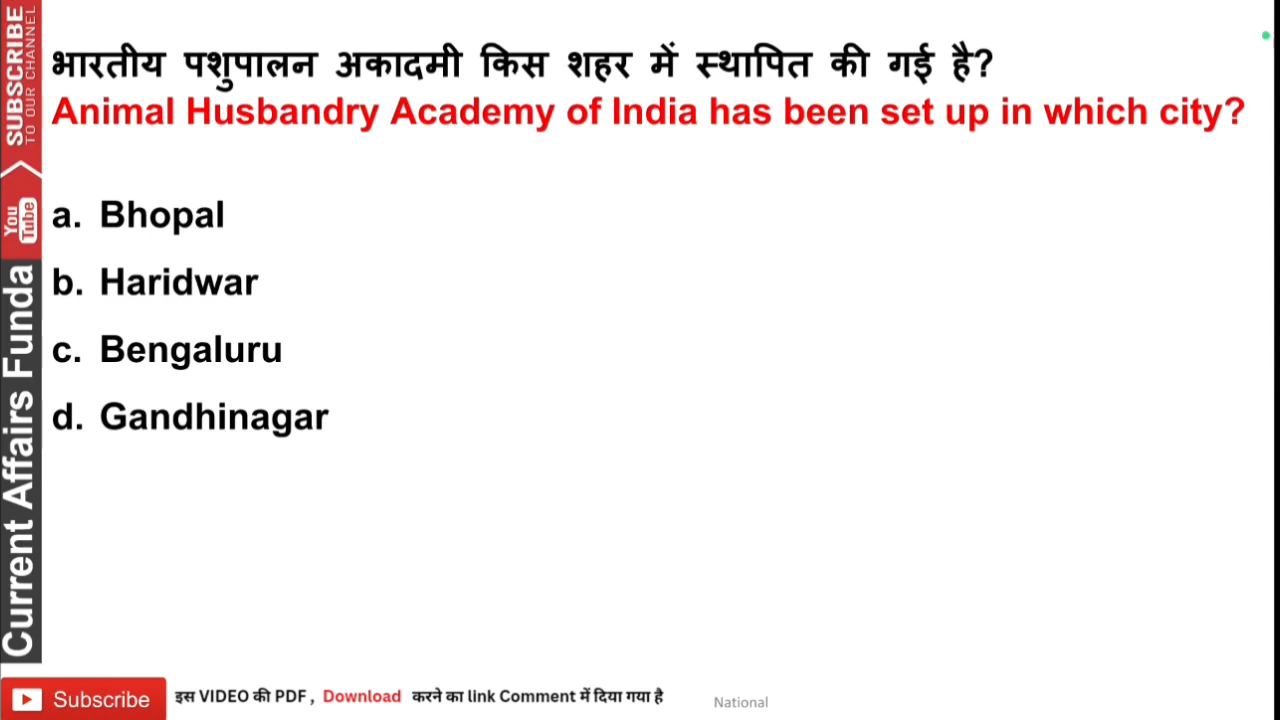 भारतीय पशुपालन अकादमी किस शहर में स्थापित की गई है?
Animal Husbandry Academy of India has been set up in which city?
a. Bhopal
b. Haridwar
c. Bengaluru
d. Gandhinagar
SUBSCRIBE
TO OUR CHANNEL
You
Tube
Current Affairs Funda
Subscribe
इस VIDEO की PDF , Download करने का link Comment में दिया गया है
National